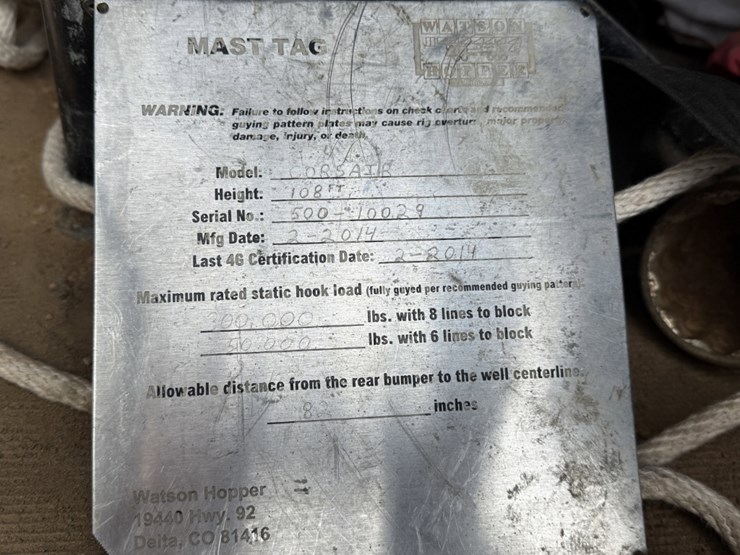 MAST TAG
WATSON
HOPPER
WARNING: Failure to follow instructions on check charts and recommended
guying pattern plates may cause rig overturn, major property
damage, injury, or death.
Model: CORSAIR
Height: 108 FT
Serial No.: 500-10029
Mfg Date: 2-2014
Last 4G Certification Date: 2-2014
Maximum rated static hook load (fully guyed per recommended guying pattern)
lbs. with 8 lines to block
lbs. with 6 lines to block
Allowable distance from the rear bumper to the well centerline.
inches
Watson Hopper
19440 Hwy. 92
Delta, CO 81416